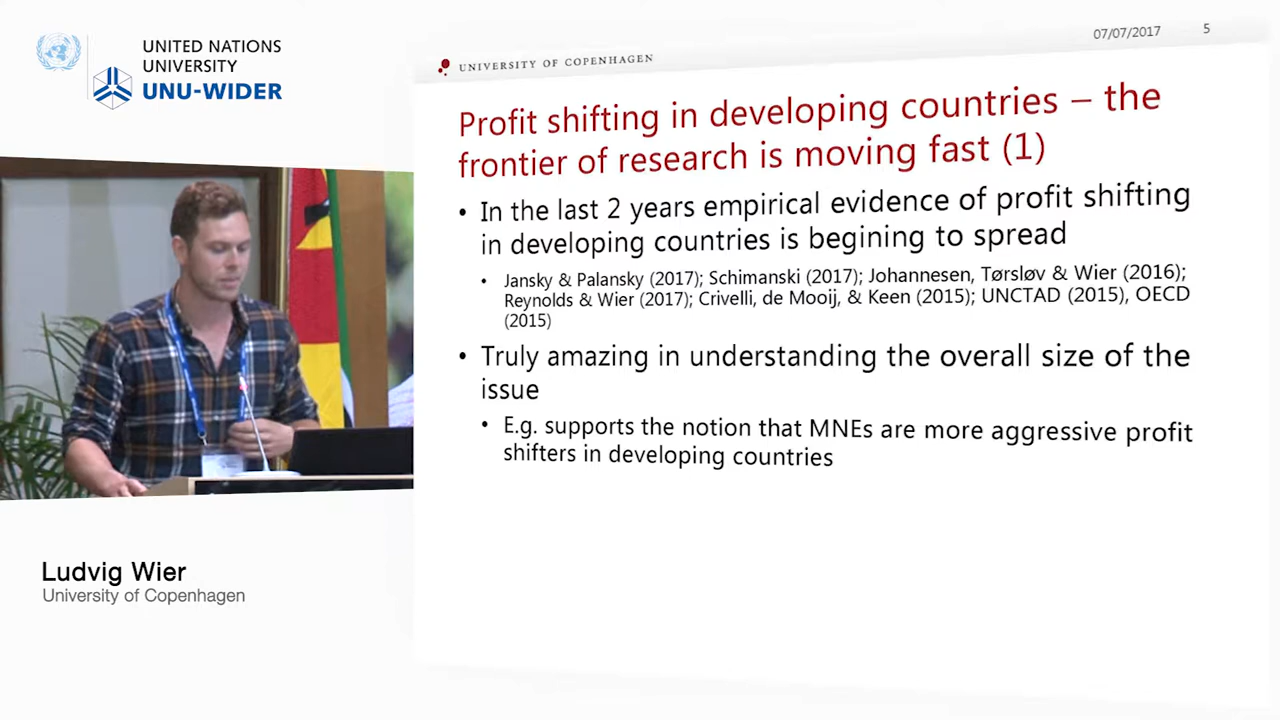 UNITED NATIONS
UNIVERSITY
UNU-WIDER
07/07/2017 5
UNIVERSITY OF COPENHAGEN
Profit shifting in developing countries – the
frontier of research is moving fast (1)
• In the last 2 years empirical evidence of profit shifting
in developing countries is begining to spread
• Jansky & Palansky (2017); Schimanski (2017); Johannesen, Tørsløv & Wier (2016);
Reynolds & Wier (2017); Crivelli, de Mooij, & Keen (2015); UNCTAD (2015), OECD
(2015)
• Truly amazing in understanding the overall size of the
issue
• E.g. supports the notion that MNEs are more aggressive profit
shifters in developing countries
Ludvig Wier
University of Copenhagen